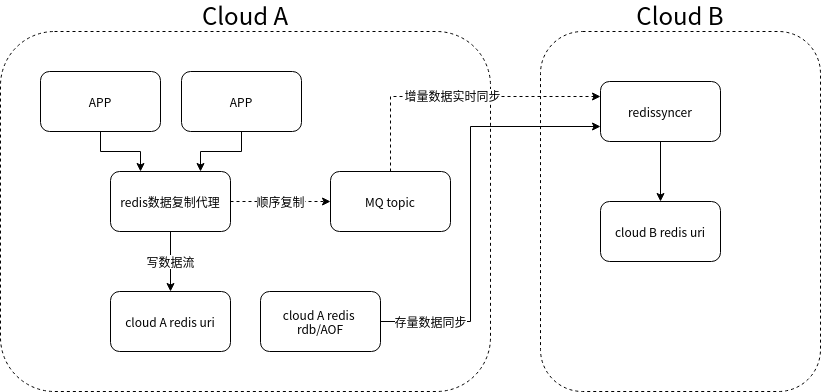 Cloud A
Cloud B
APP
APP
增量数据实时同步
redissyncer
redis数据复制代理
顺序复制
MQ topic
cloud B redis uri
写数据流
cloud A redis uri
cloud A redis
rdb/AOF
存量数据同步